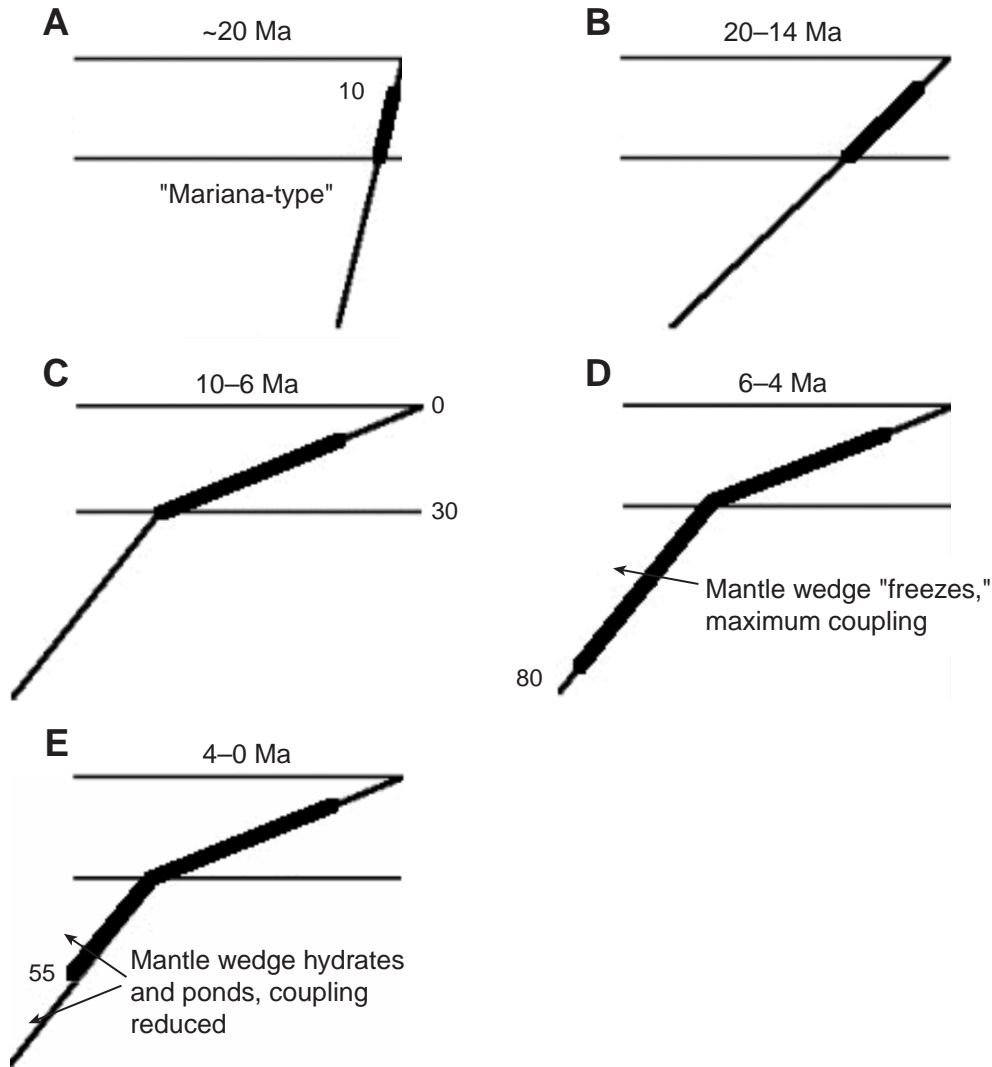 A
~20 Ma
10
"Mariana-type"
B
20–14 Ma
C
10–6 Ma
0
30
D
6–4 Ma
Mantle wedge "freezes,"
maximum coupling
80
E
4–0 Ma
55
Mantle wedge hydrates
and ponds, coupling
reduced